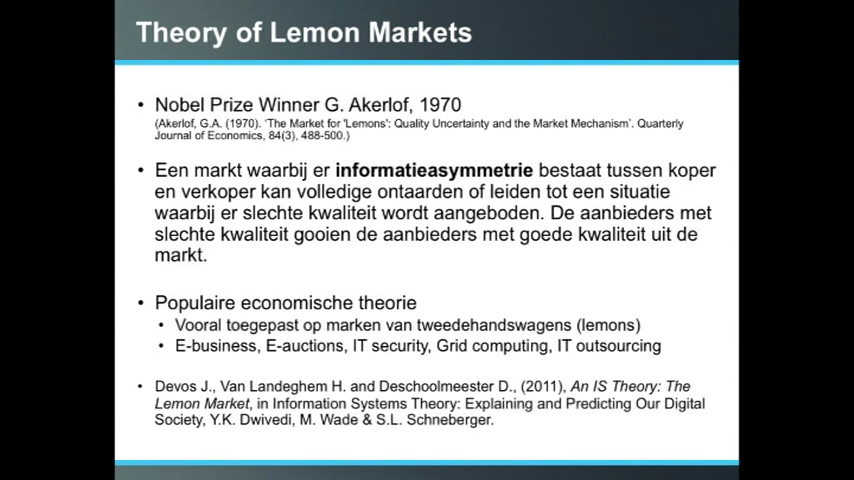 Theory of Lemon Markets
• Nobel Prize Winner G. Akerlof, 1970
(Akerlof, G.A. (1970). 'The Market for 'Lemons': Quality Uncertainty and the Market Mechanism'. Quarterly
Journal of Economics, 84(3), 488-500.)
• Een markt waarbij er informatieasymmetrie bestaat tussen koper
en verkoper kan volledige ontaarden of leiden tot een situatie
waarbij er slechte kwaliteit wordt aangeboden. De aanbieders met
slechte kwaliteit gooien de aanbieders met goede kwaliteit uit de
markt.
• Populaire economische theorie
• Vooral toegepast op marken van tweedehandswagens (lemons)
• E-business, E-auctions, IT security, Grid computing, IT outsourcing
• Devos J., Van Landeghem H. and Deschoolmeester D., (2011), An IS Theory: The
Lemon Market, in Information Systems Theory: Explaining and Predicting Our Digital
Society, Y.K. Dwivedi, M. Wade & S.L. Schneberger.